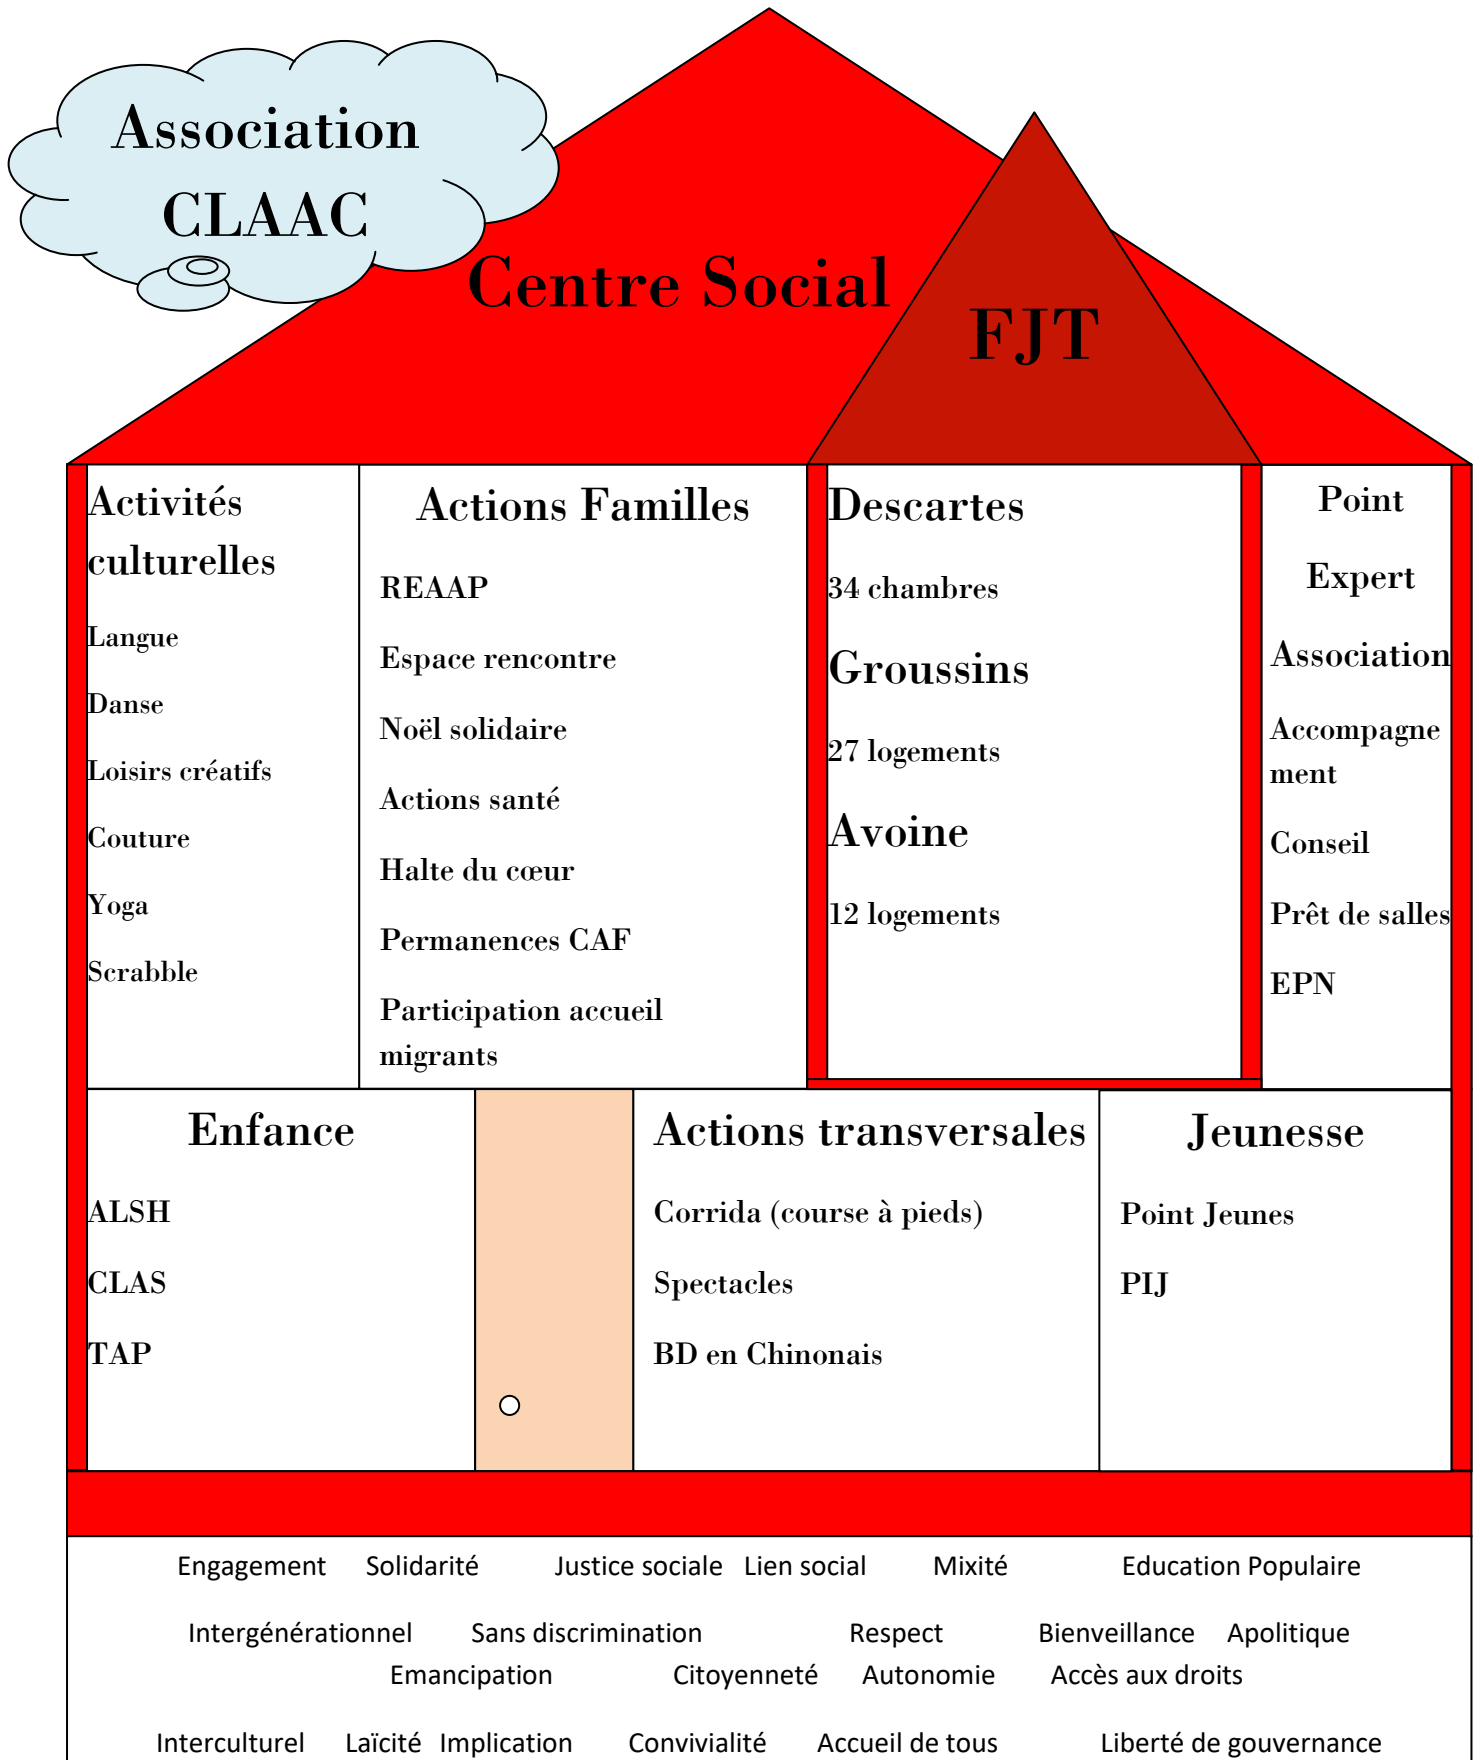 Association
CLAAC
Centre Social
FJT
Activités
culturelles
Langue
Danse
Loisirs créatifs
Couture
Yoga
Scrabble
Actions Familles
REAAP
Espace rencontre
Noël solidaire
Actions santé
Halte du cœur
Permanences CAF
Participation accueil
migrants
Descartes
34 chambres
Groussins
27 logements
Avoine
12 logements
Point
Expert
Association
Accompagne
ment
Conseil
Prêt de salles
EPN
Enfance
ALSH
CLAS
TAP
Actions transversales
Corrida (course à pieds)
Spectacles
BD en Chinonais
Jeunesse
Point Jeunes
PIJ
Engagement Solidarité Justice sociale Lien social Mixité Education Populaire
Intergénérationnel Sans discrimination Respect Bienveillance Apolitique
Emancipation Citoyenneté Autonomie Accès aux droits
Interculturel Laïcité Implication Convivialité Accueil de tous Liberté de gouvernance